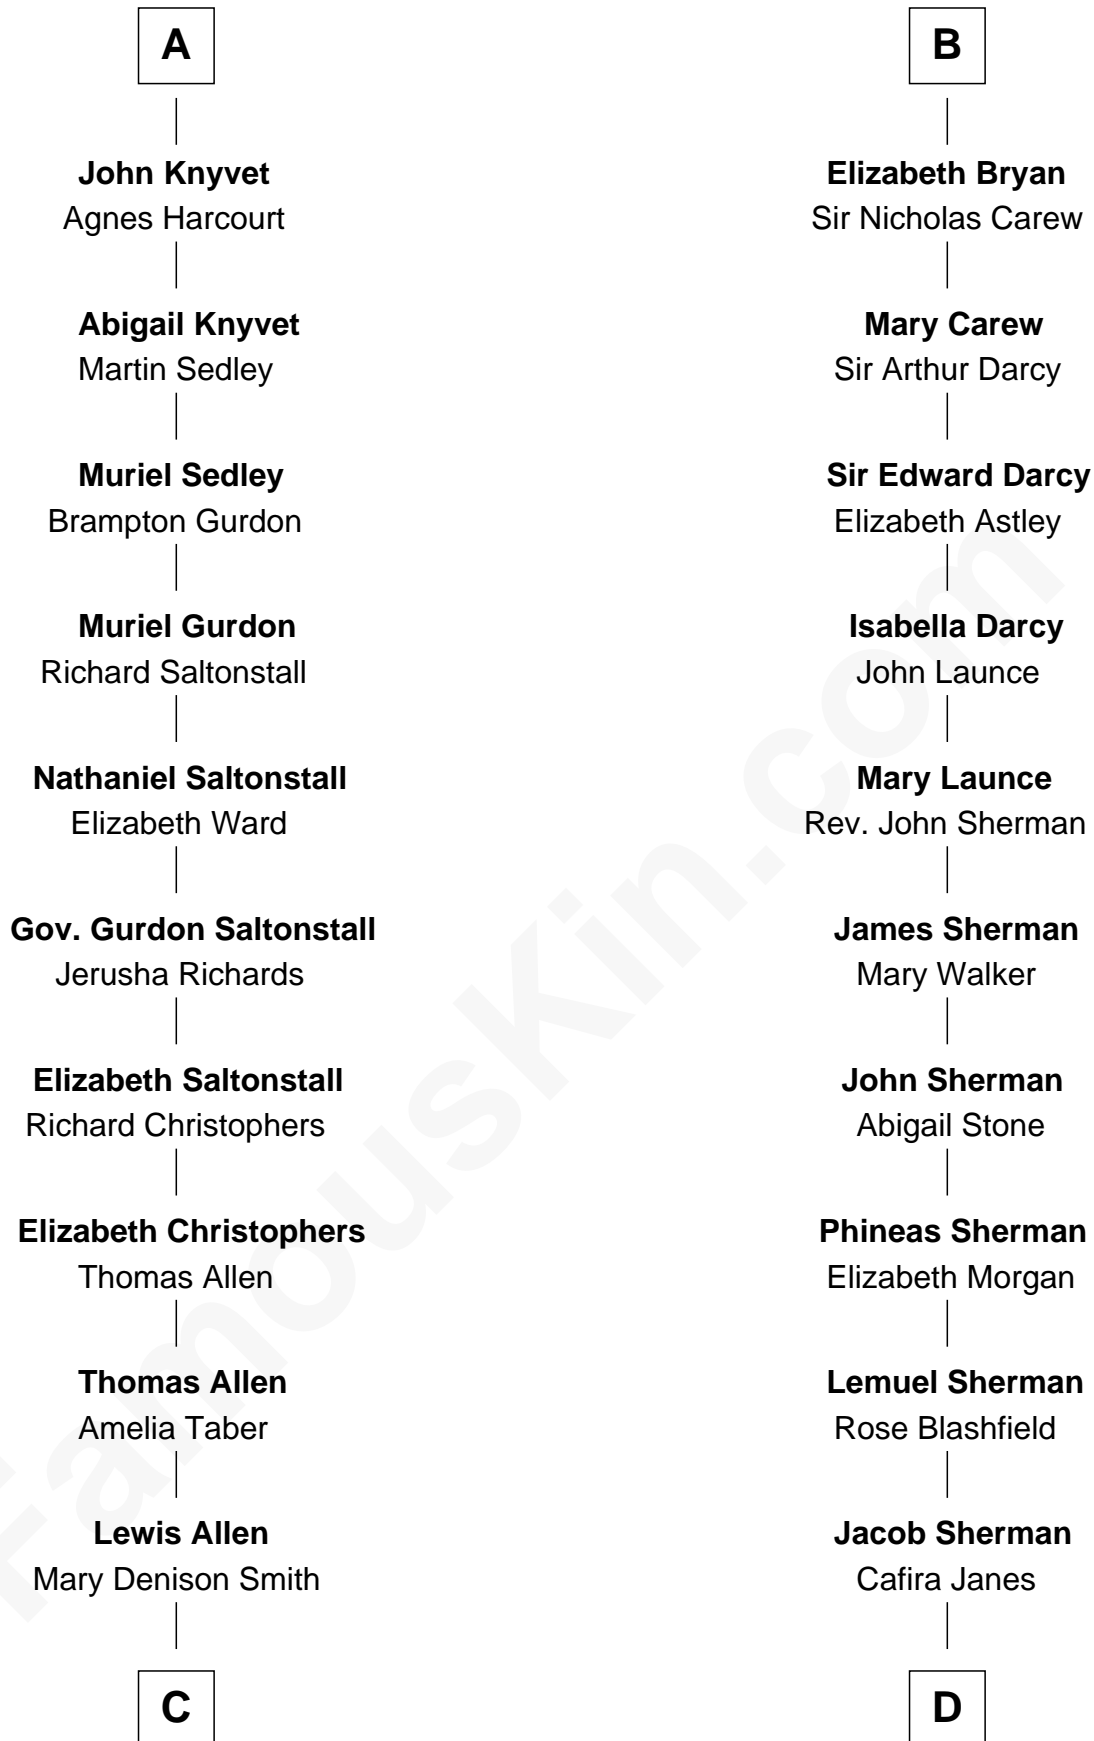 A
John Knyvet
Agnes Harcourt
Abigail Knyvet
Martin Sedley
Muriel Sedley
Brampton Gurdon
Muriel Gurdon
Richard Saltonstall
Nathaniel Saltonstall
Elizabeth Ward
Gov. Gurdon Saltonstall
Jerusha Richards
Elizabeth Saltonstall
Richard Christophers
Elizabeth Christophers
Thomas Allen
Thomas Allen
Amelia Taber
Lewis Allen
Mary Denison Smith
C
B
Elizabeth Bryan
Sir Nicholas Carew
Mary Carew
Sir Arthur Darcy
Sir Edward Darcy
Elizabeth Astley
Isabella Darcy
John Launce
Mary Launce
Rev. John Sherman
James Sherman
Mary Walker
John Sherman
Abigail Stone
Phineas Sherman
Elizabeth Morgan
Lemuel Sherman
Rose Blashfield
Jacob Sherman
Cafira Janes
D
FamousKin.com